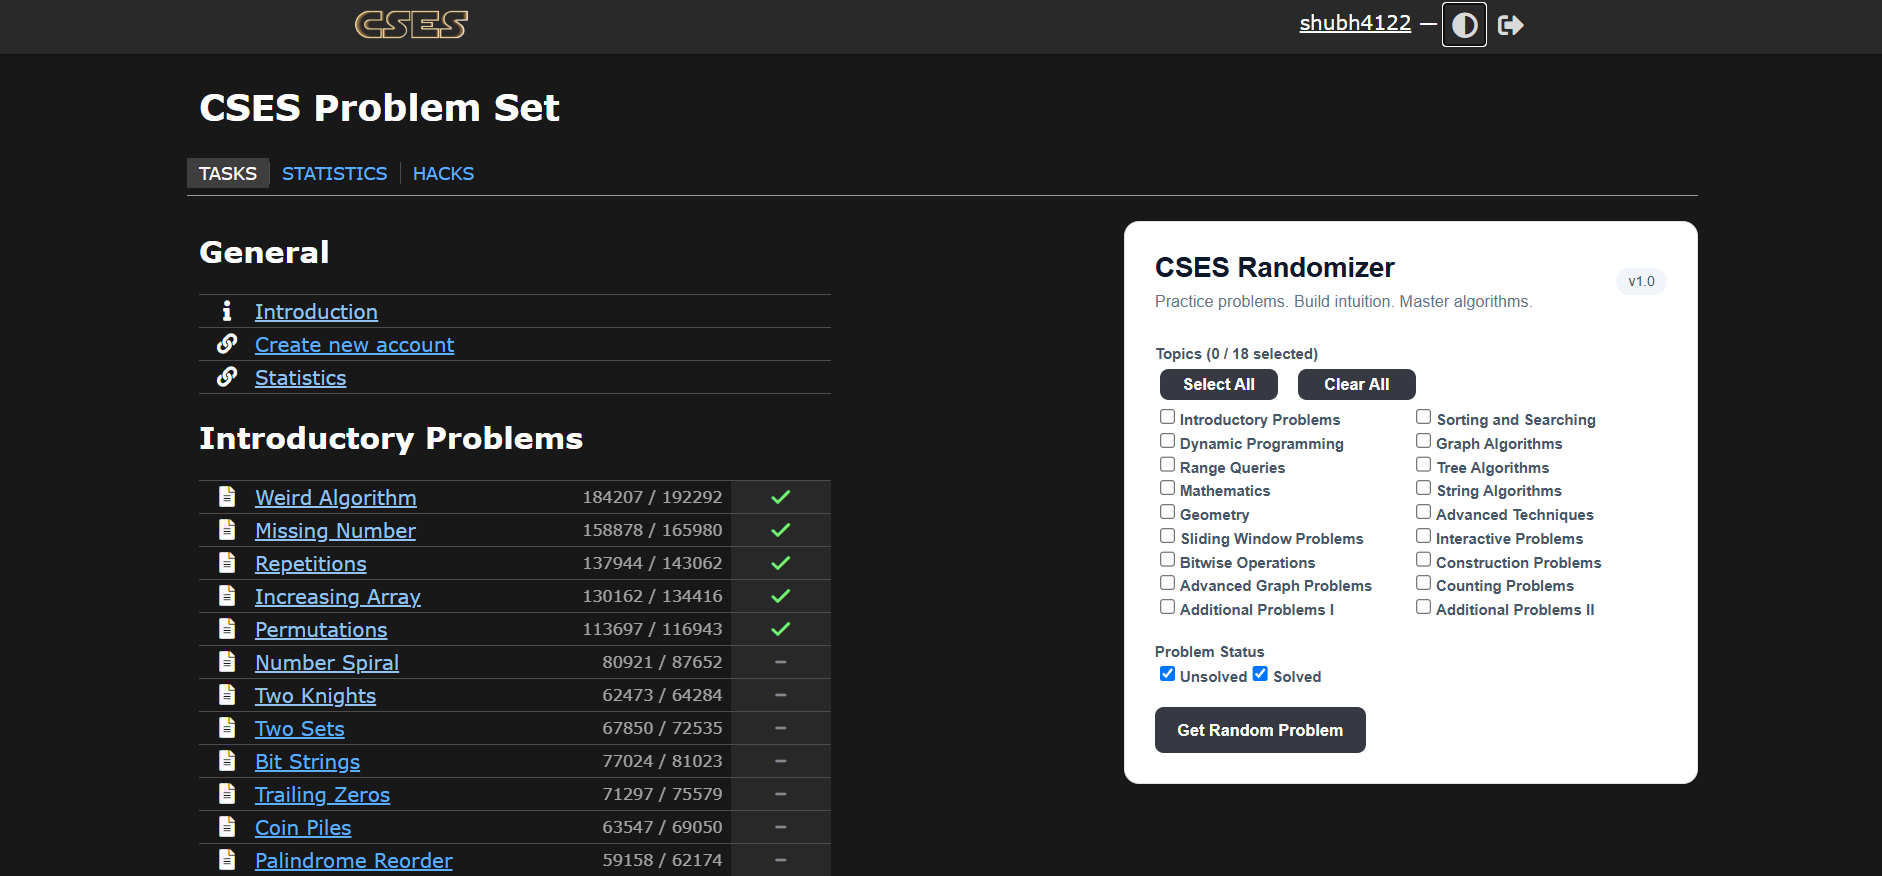 CSES
shubh4122 —
CSES Problem Set
TASKS STATISTICS HACKS
General
Introduction
Create new account
Statistics
Introductory Problems
Weird Algorithm 184207 / 192292
Missing Number 158878 / 165980
Repetitions 137944 / 143062
Increasing Array 130162 / 134416
Permutations 113697 / 116943
Number Spiral 80921 / 87652 –
Two Knights 62473 / 64284 –
Two Sets 67850 / 72535 –
Bit Strings 77024 / 81023 –
Trailing Zeros 71297 / 75579 –
Coin Piles 63547 / 69050 –
Palindrome Reorder 59158 / 62174 –
CSES Randomizer
v1.0
Practice problems. Build intuition. Master algorithms.
Topics (0 / 18 selected)
Select All Clear All
Introductory Problems Sorting and Searching
Dynamic Programming Graph Algorithms
Range Queries Tree Algorithms
Mathematics String Algorithms
Geometry Advanced Techniques
Sliding Window Problems Interactive Problems
Bitwise Operations Construction Problems
Advanced Graph Problems Counting Problems
Additional Problems I Additional Problems II
Problem Status
Unsolved Solved
Get Random Problem